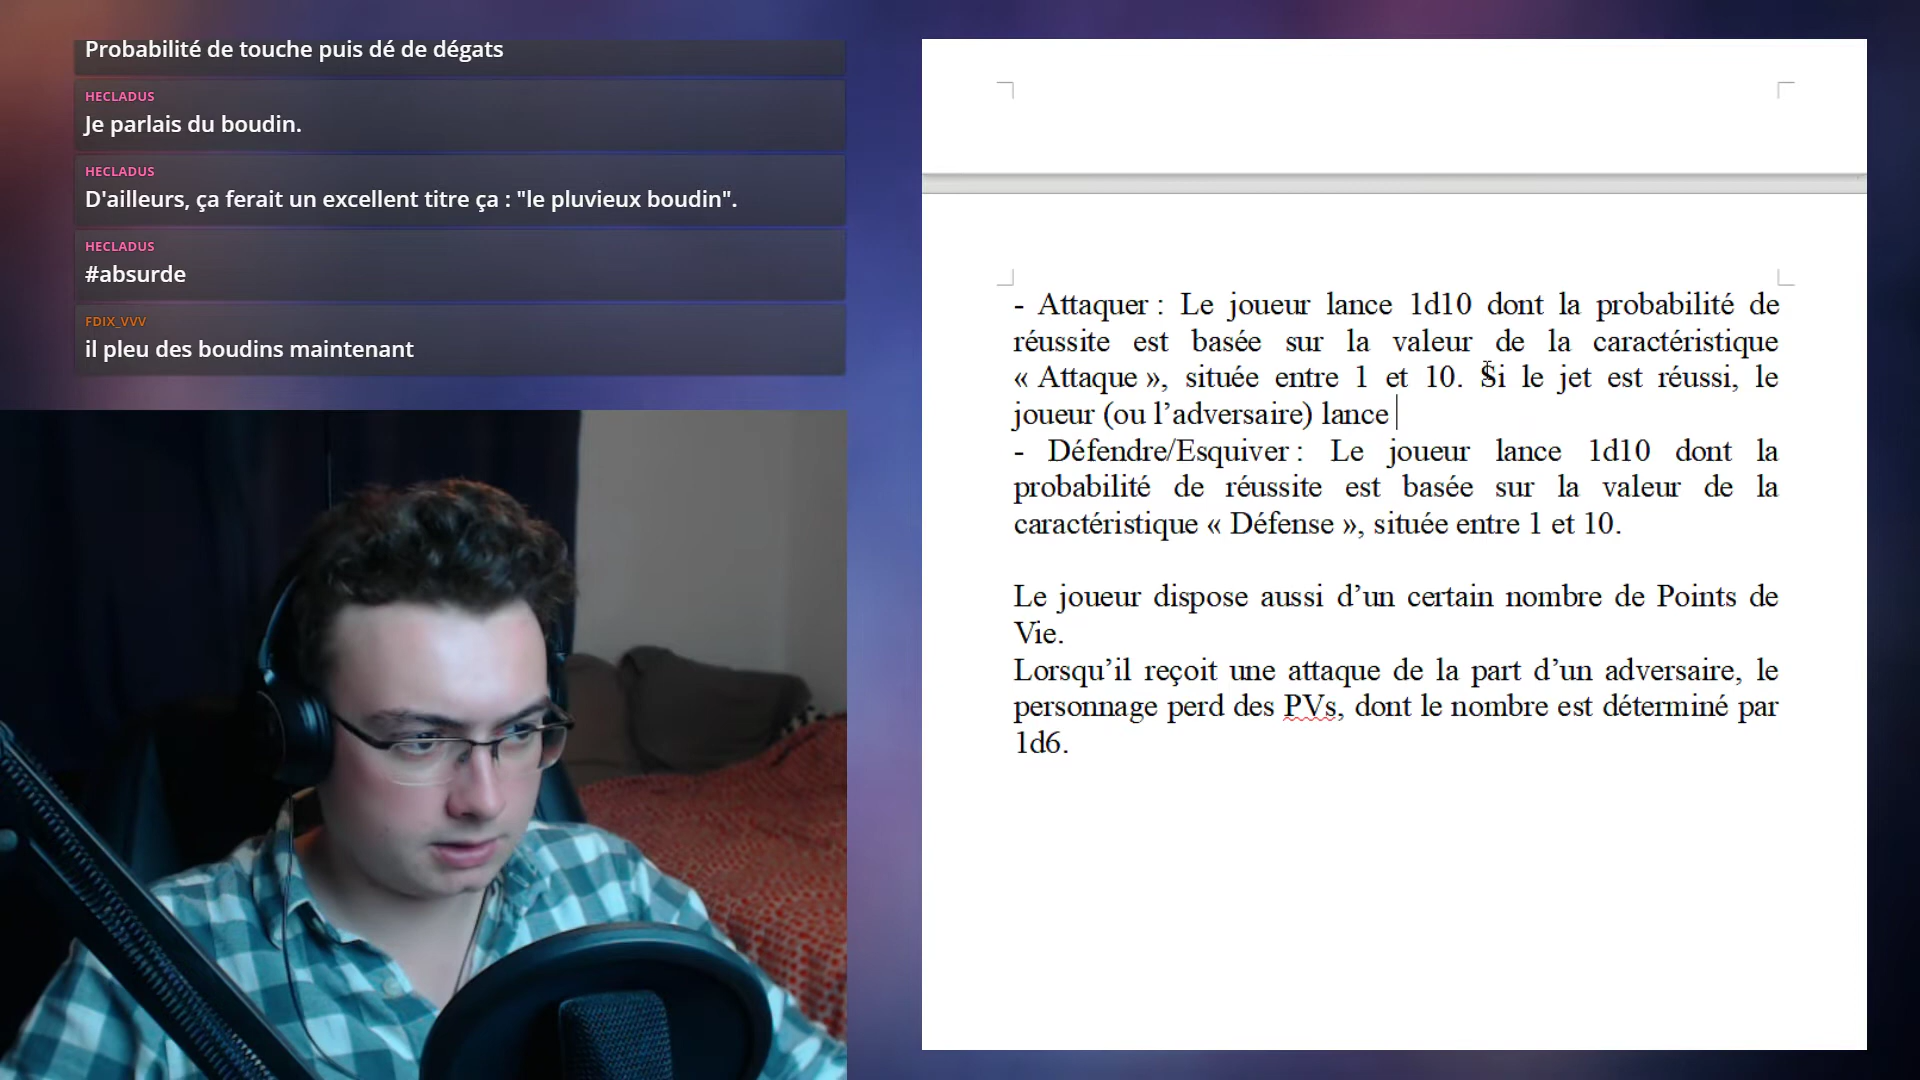 Probabilité de touche puis dé de dégats
HECLADUS
Je parlais du boudin.
HECLADUS
D'ailleurs, ça ferait un excellent titre ça : "le pluvieux boudin".
HECLADUS
#absurde
FDIX_VVV
il pleu des boudins maintenant
- Attaquer : Le joueur lance 1d10 dont la probabilité de
réussite est basée sur la valeur de la caractéristique
« Attaque », située entre 1 et 10. Si le jet est réussi, le
joueur (ou l’adversaire) lance
- Défendre/Esquiver : Le joueur lance 1d10 dont la
probabilité de réussite est basée sur la valeur de la
caractéristique « Défense », située entre 1 et 10.
Le joueur dispose aussi d’un certain nombre de Points de
Vie.
Lorsqu’il reçoit une attaque de la part d’un adversaire, le
personnage perd des PVs, dont le nombre est déterminé par
1d6.